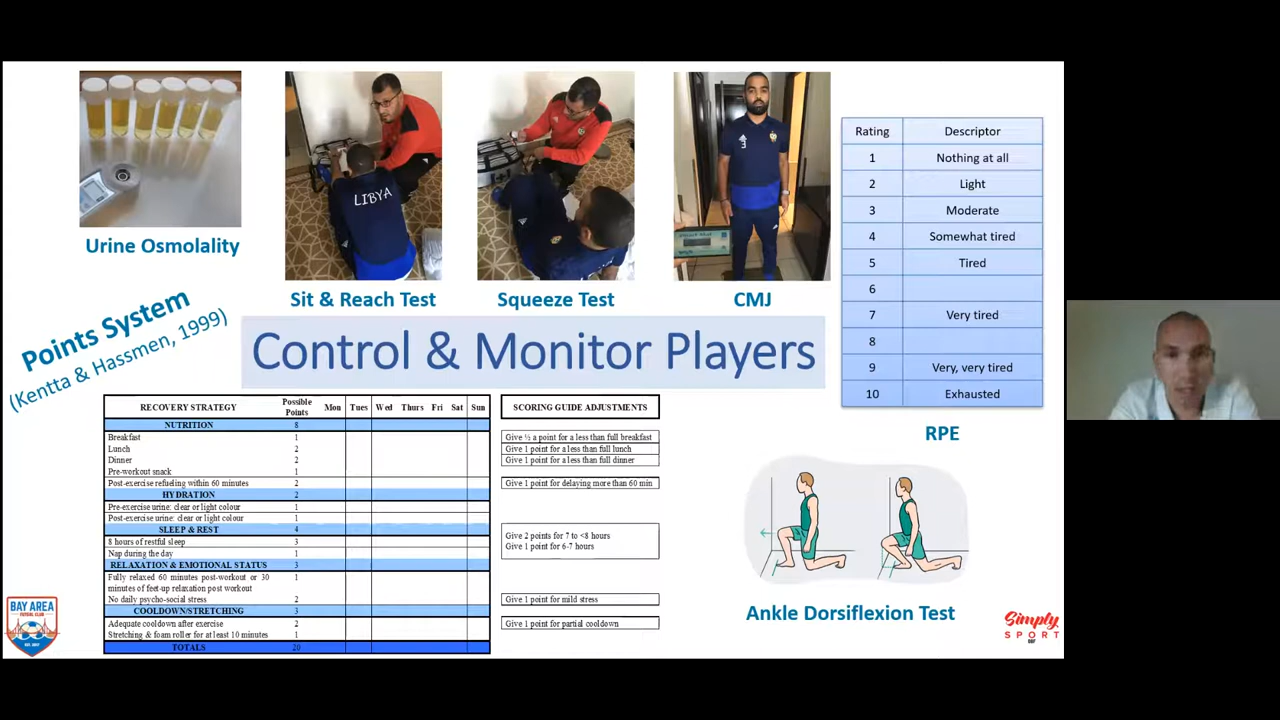 Urine Osmolality
LIBYA
Sit & Reach Test
Squeeze Test
CMJ
Points System
(Kentta & Hassmen, 1999)
Control & Monitor Players
Rating Descriptor
1 Nothing at all
2 Light
3 Moderate
4 Somewhat tired
5 Tired
6
7 Very tired
8
9 Very, very tired
10 Exhausted
RPE
RECOVERY STRATEGY Possible Points Mon Tues Wed Thurs Fri Sat Sun
NUTRITION 8
Breakfast 1
Lunch 2
Dinner 2
Pre-workout snack 1
Post-exercise refueling within 60 minutes 2
HYDRATION 2
Pre-exercise urine: clear or light colour 1
Post-exercise urine: clear or light colour 1
SLEEP & REST 4
8 hours of restful sleep 3
Nap during the day 1
RELAXATION & EMOTIONAL STATUS 3
Fully relaxed 60 minutes post-workout or 30 1
minutes of feet-up relaxation post workout
No daily psycho-social stress 2
COOLDOWN/STRETCHING 3
Adequate cooldown after exercise 2
Stretching & foam roller for at least 10 minutes 1
TOTALS 20
SCORING GUIDE ADJUSTMENTS
Give ½ a point for a less than full breakfast
Give 1 point for a less than full lunch
Give 1 point for a less than full dinner
Give 1 point for delaying more than 60 min
Give 2 points for 7 to <8 hours
Give 1 point for 6-7 hours
Give 1 point for mild stress
Give 1 point for partial cooldown
Ankle Dorsiflexion Test
BAY AREA
FUTSAL CLUB
Simply
SPORT